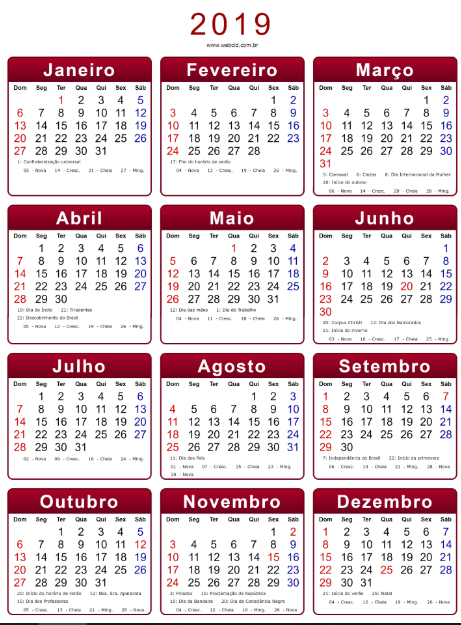 2019
www.webcid.com.br
Janeiro
Dom Seg Ter Qua Qui Sex Sáb
1 2 3 4 5
6 7 8 9 10 11 12
13 14 15 16 17 18 19
20 21 22 23 24 25 26
27 28 29 30 31
1: Confraternização universal
05 - Nova 14 - Cresc. 21 - Cheia 27 - Ming.
Fevereiro
Dom Seg Ter Qua Qui Sex Sáb
1 2
3 4 5 6 7 8 9
10 11 12 13 14 15 16
17 18 19 20 21 22 23
24 25 26 27 28
17: Fim do horário de verão
04 - Nova 12 - Cresc. 19 - Cheia 26 - Ming.
Março
Dom Seg Ter Qua Qui Sex Sáb
1 2
3 4 5 6 7 8 9
10 11 12 13 14 15 16
17 18 19 20 21 22 23
24 25 26 27 28 29 30
31
5: Carnaval 6: Cinzas 8: Dia Internacional da Mulher
20: Início do outono
06 - Nova 14 - Cresc. 20 - Cheia 28 - Ming.
Abril
Dom Seg Ter Qua Qui Sex Sáb
1 2 3 4 5 6
7 8 9 10 11 12 13
14 15 16 17 18 19 20
21 22 23 24 25 26 27
28 29 30
19: Dia do Índio 21: Tiradentes
22: Descobrimento do Brasil
05 - Nova 12 - Cresc. 19 - Cheia 26 - Ming.
Maio
Dom Seg Ter Qua Qui Sex Sáb
1 2 3 4
5 6 7 8 9 10 11
12 13 14 15 16 17 18
19 20 21 22 23 24 25
26 27 28 29 30 31
12: Dia das mães 1: Dia do Trabalho
04 - Nova 11 - Cresc. 18 - Cheia 26 - Ming.
Junho
Dom Seg Ter Qua Qui Sex Sáb
1
2 3 4 5 6 7 8
9 10 11 12 13 14 15
16 17 18 19 20 21 22
23 24 25 26 27 28 29
30
20: Corpus Christi 12: Dia dos Namorados
21: Início do inverno
03 - Nova 10 - Cresc. 17 - Cheia 25 - Ming.
Julho
Dom Seg Ter Qua Qui Sex Sáb
1 2 3 4 5 6
7 8 9 10 11 12 13
14 15 16 17 18 19 20
21 22 23 24 25 26 27
28 29 30 31
02 - Nova 09 - Cresc. 16 - Cheia 24 - Ming.
Agosto
Dom Seg Ter Qua Qui Sex Sáb
1 2 3
4 5 6 7 8 9 10
11 12 13 14 15 16 17
18 19 20 21 22 23 24
25 26 27 28 29 30 31
11: Dia dos Pais
01 - Nova 07 - Cresc. 15 - Cheia 23 - Ming.
30 - Nova
Setembro
Dom Seg Ter Qua Qui Sex Sáb
1 2 3 4 5 6 7
8 9 10 11 12 13 14
15 16 17 18 19 20 21
22 23 24 25 26 27 28
29 30
7: Independência do Brasil 22: Início da primavera
06 - Cresc. 14 - Cheia 21 - Ming. 28 - Nova
Outubro
Dom Seg Ter Qua Qui Sex Sáb
1 2 3 4 5
6 7 8 9 10 11 12
13 14 15 16 17 18 19
20 21 22 23 24 25 26
27 28 29 30 31
20: Início do horário de verão 12: Nsa. Sra. Aparecida
15: Dia do Professores
05 - Cresc. 13 - Cheia 21 - Ming. 28 - Nova
Novembro
Dom Seg Ter Qua Qui Sex Sáb
1 2
3 4 5 6 7 8 9
10 11 12 13 14 15 16
17 18 19 20 21 22 23
24 25 26 27 28 29 30
2: Finados 15: Proclamação da República
19: Dia da Bandeira 20: Dia da Consciência Negra
04 - Cresc. 12 - Cheia 19 - Ming. 26 - Nova
Dezembro
Dom Seg Ter Qua Qui Sex Sáb
1 2 3 4 5 6 7
8 9 10 11 12 13 14
15 16 17 18 19 20 21
22 23 24 25 26 27 28
29 30 31
21: Início do verão 25: Natal
04 - Cresc. 12 - Cheia 19 - Ming. 26 - Nova